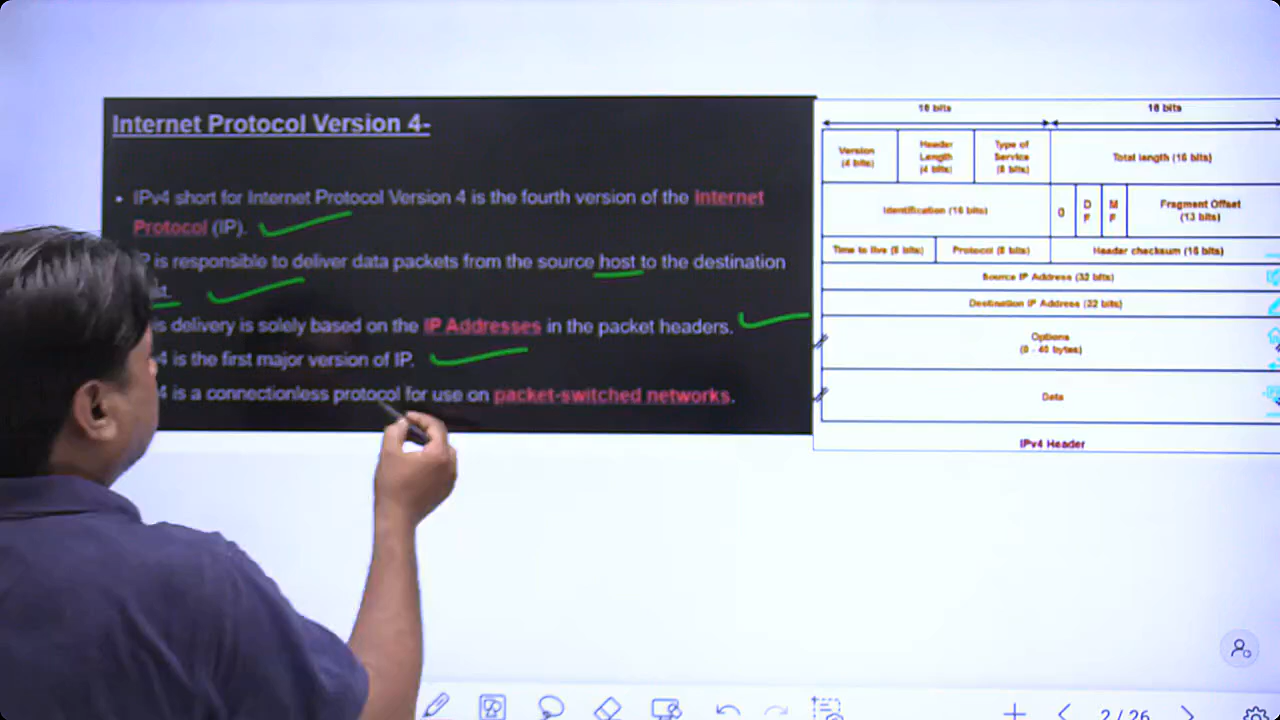 Internet Protocol Version 4-
• IPv4 short for Internet Protocol Version 4 is the fourth version of the Internet
Protocol (IP).
P is responsible to deliver data packets from the source host to the destination
st.
is delivery is solely based on the IP Addresses in the packet headers.
4 is the first major version of IP.
4 is a connectionless protocol for use on packet-switched networks.
16 bits 16 bits
Version
(4 bits)
Header
Length
(4 bits)
Type of
Service
(8 bits)
Total length (16 bits)
Identification (16 bits)
0
D
F
M
F
Fragment Offset
(13 bits)
Time to live (8 bits) Protocol (8 bits) Header checksum (16 bits)
Source IP Address (32 bits)
Destination IP Address (32 bits)
Options
(0 - 40 bytes)
Data
IPv4 Header
2 / 26